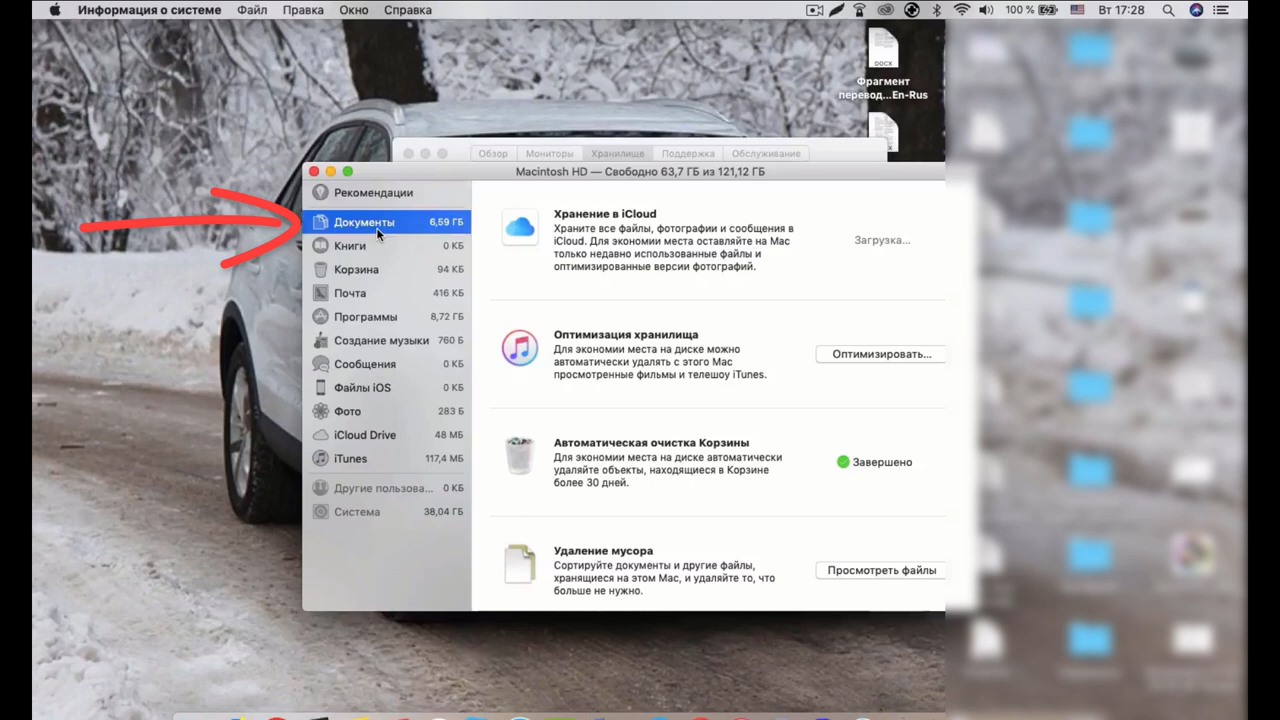 Информация о системе Файл Правка Окно Справка 100 % Вт 17:28
DOCX
Фрагмент
перевод...En-Rus
Обзор Мониторы Хранилище Поддержка Обслуживание
Macintosh HD — Свободно 63,7 ГБ из 121,12 ГБ
Рекомендации
Документы 6,59 ГБ
Книги 0 КБ
Корзина 94 КБ
Почта 416 КБ
Программы 8,72 ГБ
Создание музыки 760 Б
Сообщения 0 КБ
Файлы iOS 0 КБ
Фото 283 Б
iCloud Drive 48 МБ
iTunes 117,4 МБ
Другие пользова... 0 КБ
Система 38,04 ГБ
Хранение в iCloud
Храните все файлы, фотографии и сообщения в
iCloud. Для экономии места оставляйте на Mac
только недавно использованные файлы и
оптимизированные версии фотографий.
Загрузка...
Оптимизация хранилища
Для экономии места на диске можно
автоматически удалять с этого Mac
просмотренные фильмы и телешоу iTunes.
Оптимизировать...
Автоматическая очистка Корзины
Для экономии места на диске автоматически
удаляйте объекты, находящиеся в Корзине
более 30 дней.
Завершено
Удаление мусора
Сортируйте документы и другие файлы,
хранящиеся на этом Mac, и удаляйте то, что
больше не нужно.
Просмотреть файлы